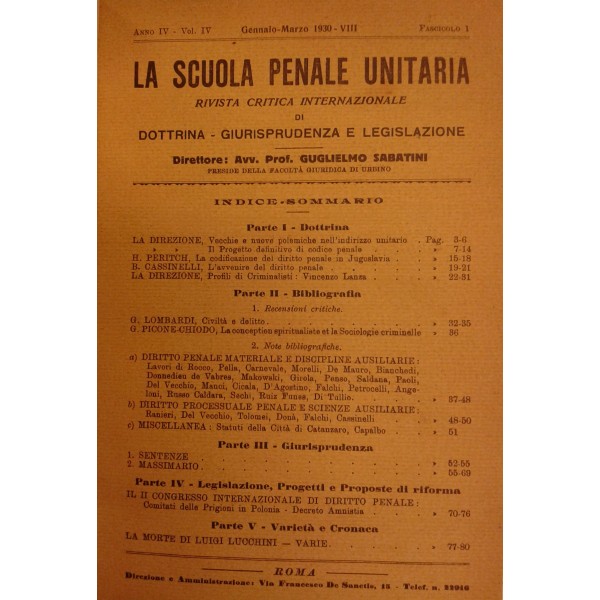 ANNO IV - VOL. IV Gennaio-Marzo 1930 - VIII FASCICOLO 1
LA SCUOLA PENALE UNITARIA
RIVISTA CRITICA INTERNAZIONALE
DI
DOTTRINA - GIURISPRUDENZA E LEGISLAZIONE
Direttore: Avv. Prof. GUGLIELMO SABATINI
PRESIDE DELLA FACOLTÀ GIURIDICA DI URBINO
INDICE-SOMMARIO
Parte I - Dottrina
LA DIREZIONE, Vecchie e nuove polemiche nell'indirizzo unitario . Pag. 3-6
» » Il Progetto definitivo di codice penale . . . » 7-14
H. PERITCH, La codificazione del diritto penale in Jugoslavia . . » 15-18
B. CASSINELLI, L'avvenire del diritto penale . . . . . » 19-21
LA DIREZIONE, Profili di Criminalisti: Vincenzo Lanza . . . » 22-31
Parte II - Bibliografia
1. Recensioni critiche.
G. LOMBARDI, Civiltà e delitto . . . . . . . . » 32-35
G. PICONE-CHIODO, La conception spiritualiste et la Sociologie criminelle » 36
2. Note bibliografiche.
a) DIRITTO PENALE MATERIALE E DISCIPLINE AUSILIARIE:
Lavori di Rocco, Pella, Carnevale, Morelli, De Mauro, Bianchedi,
Donnedieu de Vabres, Makowski, Girola, Penso, Saldana, Paoli,
Del Vecchio, Menci, Cicala, D'Agostino, Falchi, Petrocelli, Ange-
loni, Russo Caldara, Sechi, Ruiz Funes, Di Tullio. . . . » 37-48
b) DIRITTO PROCESSUALE PENALE E SCIENZE AUSILIARIE:
Ranieri, Del Vecchio, Tolomei, Donà, Falchi, Cassinelli . . » 48-50
c) MISCELLANEA: Statuti della Città di Catanzaro, Capalbo . . » 51
Parte III - Giurisprudenza
1. SENTENZE . . . . . . . . . . » 52-55
2. MASSIMARIO. . . . . . . . . . » 55-69
Parte IV - Legislazione, Progetti e Proposte di riforma
IL II CONGRESSO INTERNAZIONALE DI DIRITTO PENALE:
Comitati delle Prigioni in Polonia - Decreto Amnistia . . . » 70-76
Parte V - Varietà e Cronaca
LA MORTE DI LUIGI LUCCHINI — VARIE. . . . . . » 77-80
ROMA
Direzione e Amministrazione: Via Francesco De Sanctis, 15 - Telef. n. 22916